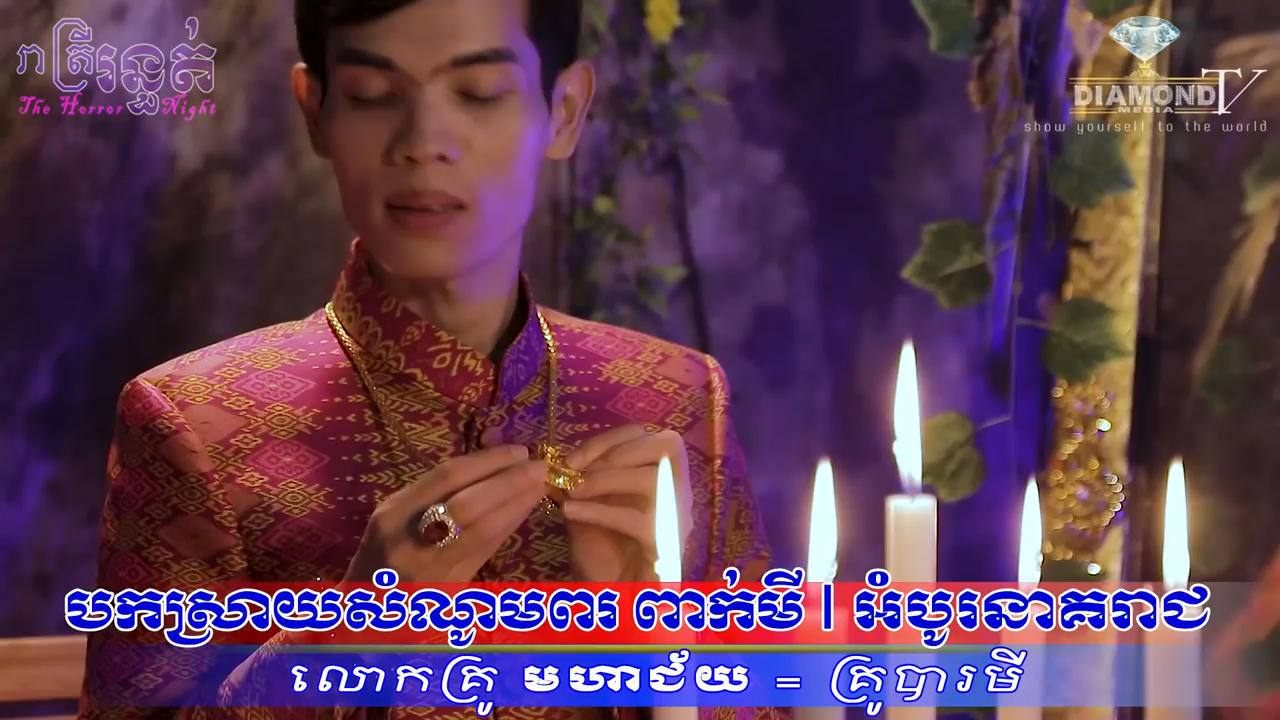 រាត្រីរន្ធត់
The Horror Night
DIAMOND TV
MEDIA
show yourself to the world
បកស្រាយសំណូមពរ ពាក់មី | អំបូរនាគរាជ
លោកគ្រូ មហាជ័យ = គ្រូបារមី